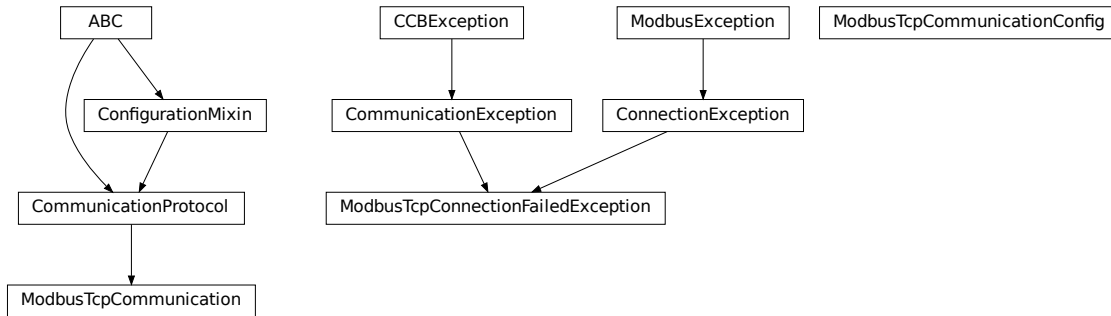 ABC
CCBException
ModbusException
ModbusTcpCommunicationConfig
ConfigurationMixin
CommunicationException
ConnectionException
CommunicationProtocol
ModbusTcpConnectionFailedException
ModbusTcpCommunication